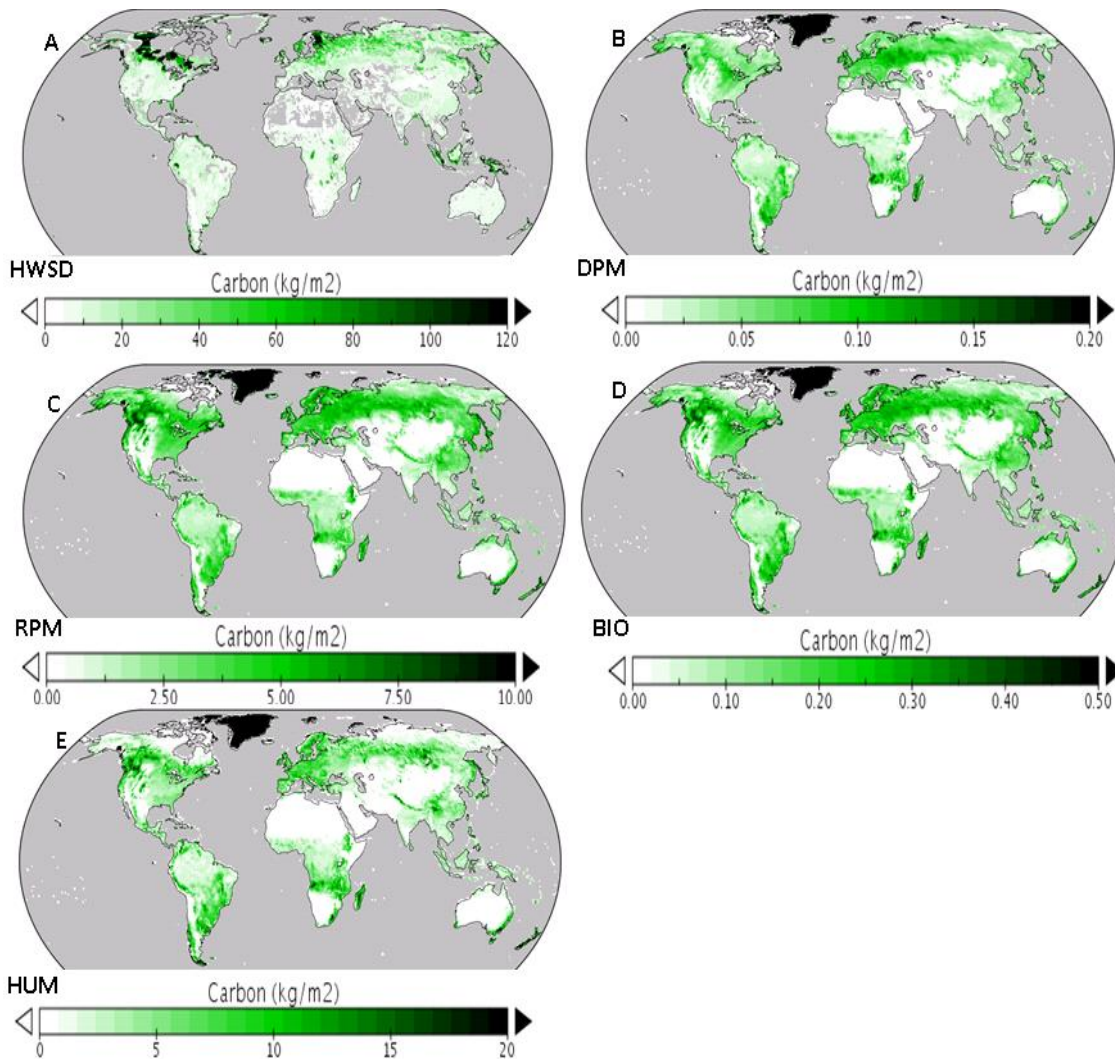 A
B
HWSD
Carbon (kg/m2)
0 20 40 60 80 100 120
DPM
Carbon (kg/m2)
0.00 0.05 0.10 0.15 0.20
C
D
RPM
Carbon (kg/m2)
0.00 2.50 5.00 7.50 10.00
BIO
Carbon (kg/m2)
0.00 0.10 0.20 0.30 0.40 0.50
E
HUM
Carbon (kg/m2)
0 5 10 15 20